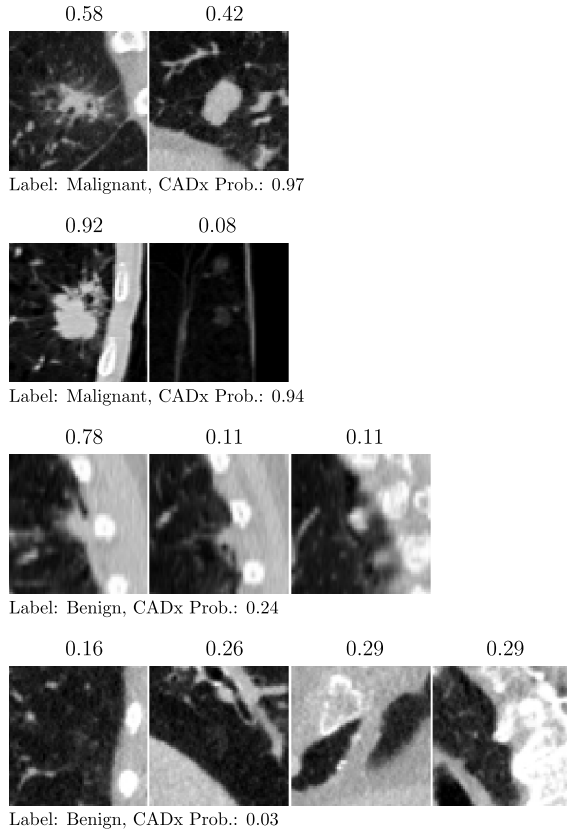 0.58 0.42
Label: Malignant, CADx Prob.: 0.97
0.92 0.08
Label: Malignant, CADx Prob.: 0.94
0.78 0.11 0.11
Label: Benign, CADx Prob.: 0.24
0.16 0.26 0.29 0.29
Label: Benign, CADx Prob.: 0.03